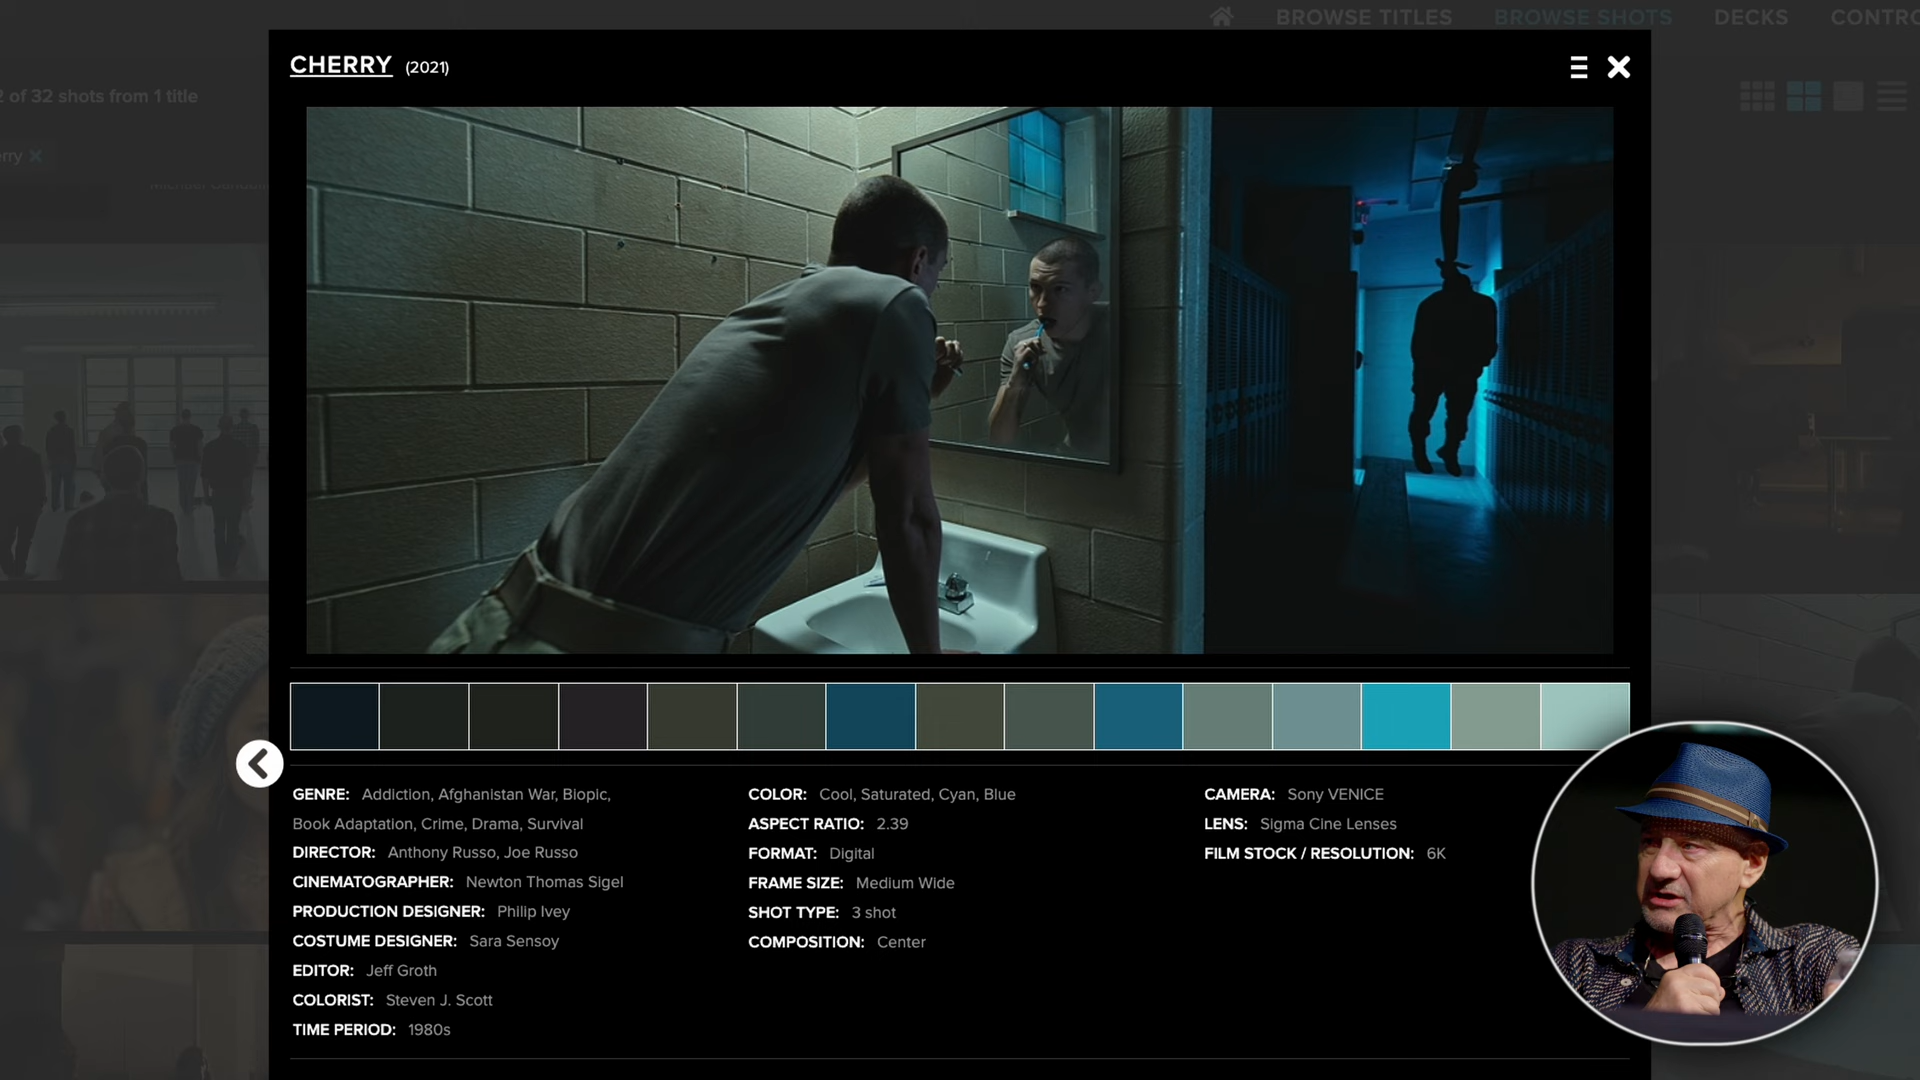 BROWSE TITLES BROWSE SHOTS DECKS CONTRO
CHERRY (2021)
2 of 32 shots from 1 title
rry
GENRE: Addiction, Afghanistan War, Biopic,
Book Adaptation, Crime, Drama, Survival
DIRECTOR: Anthony Russo, Joe Russo
CINEMATOGRAPHER: Newton Thomas Sigel
PRODUCTION DESIGNER: Philip Ivey
COSTUME DESIGNER: Sara Sensoy
EDITOR: Jeff Groth
COLORIST: Steven J. Scott
TIME PERIOD: 1980s
COLOR: Cool, Saturated, Cyan, Blue
ASPECT RATIO: 2.39
FORMAT: Digital
FRAME SIZE: Medium Wide
SHOT TYPE: 3 shot
COMPOSITION: Center
CAMERA: Sony VENICE
LENS: Sigma Cine Lenses
FILM STOCK / RESOLUTION: 6K